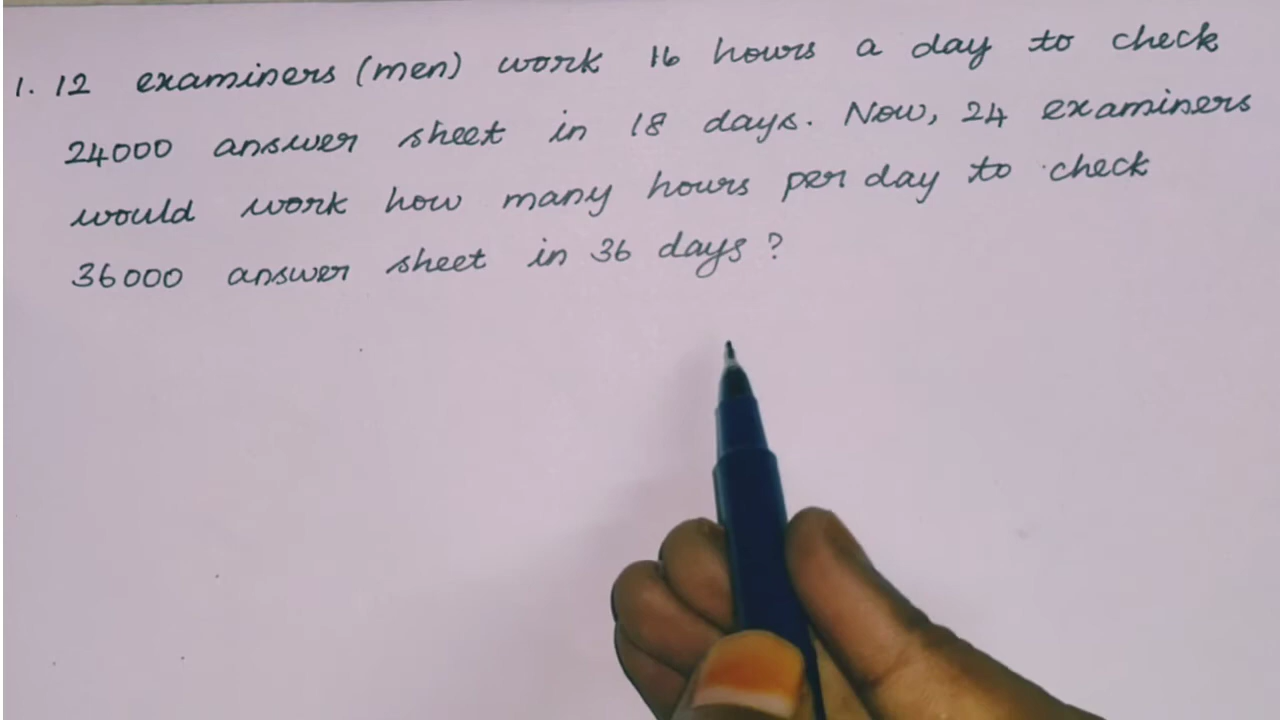 1. 12 examiners (men) work 16 hours a day to check
24000 answer sheet in 18 days. Now, 24 examiners
would work how many hours per day to check
36000 answer sheet in 36 days?